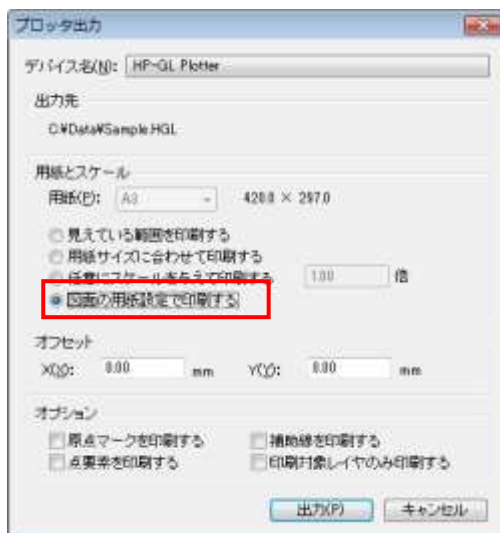 プロッタ出力
デバイス名(N): HP-GL Plotter
出力先
C:¥Data¥Sample.HGL
用紙とスケール
用紙(P): A3 420.0 × 297.0
見えている範囲を印刷する
用紙サイズに合わせて印刷する
任意にスケールを与えて印刷する 1.00 倍
図面の用紙設定で印刷する
オフセット
X(X): 0.00 mm Y(Y): 0.00 mm
オプション
原点マークを印刷する 補助線を印刷する
点要素を印刷する 印刷対象レイヤのみ印刷する
出力(P) キャンセル